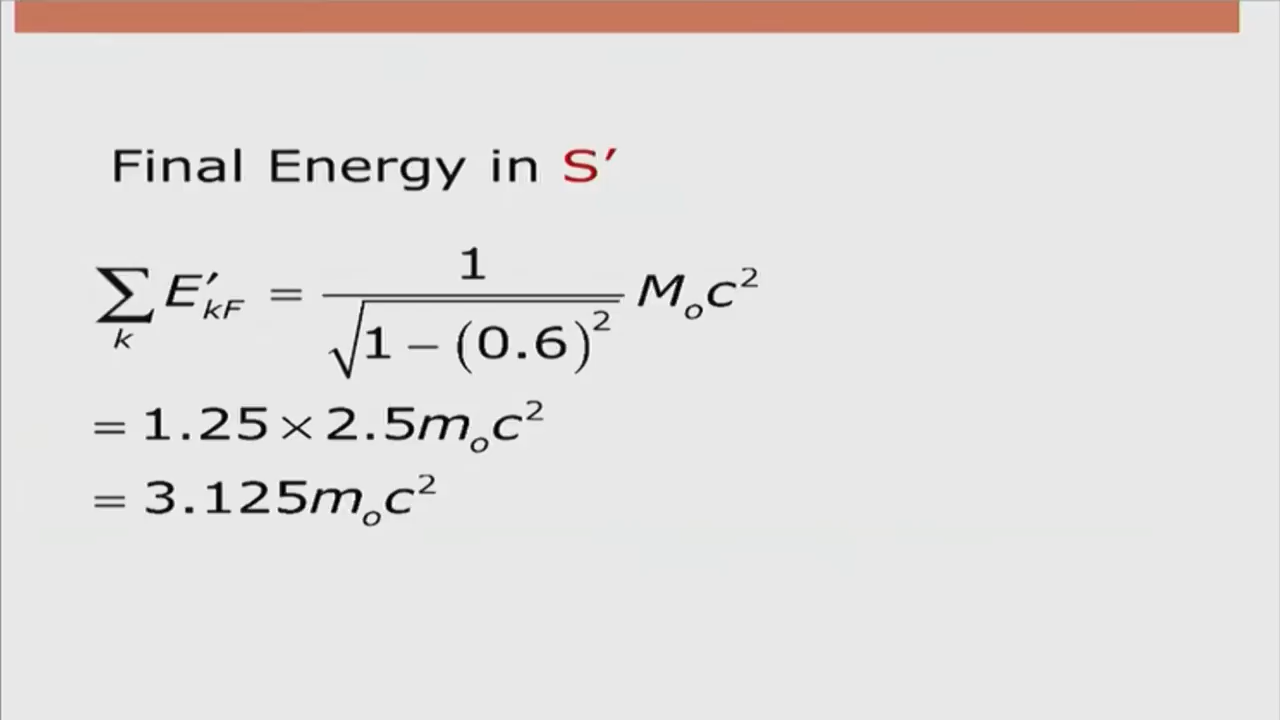 Final Energy in S′
∑ₖ E′ₖF = 1 / √(1 − (0.6)²) Mₒc²
= 1.25 × 2.5mₒc²
= 3.125mₒc²